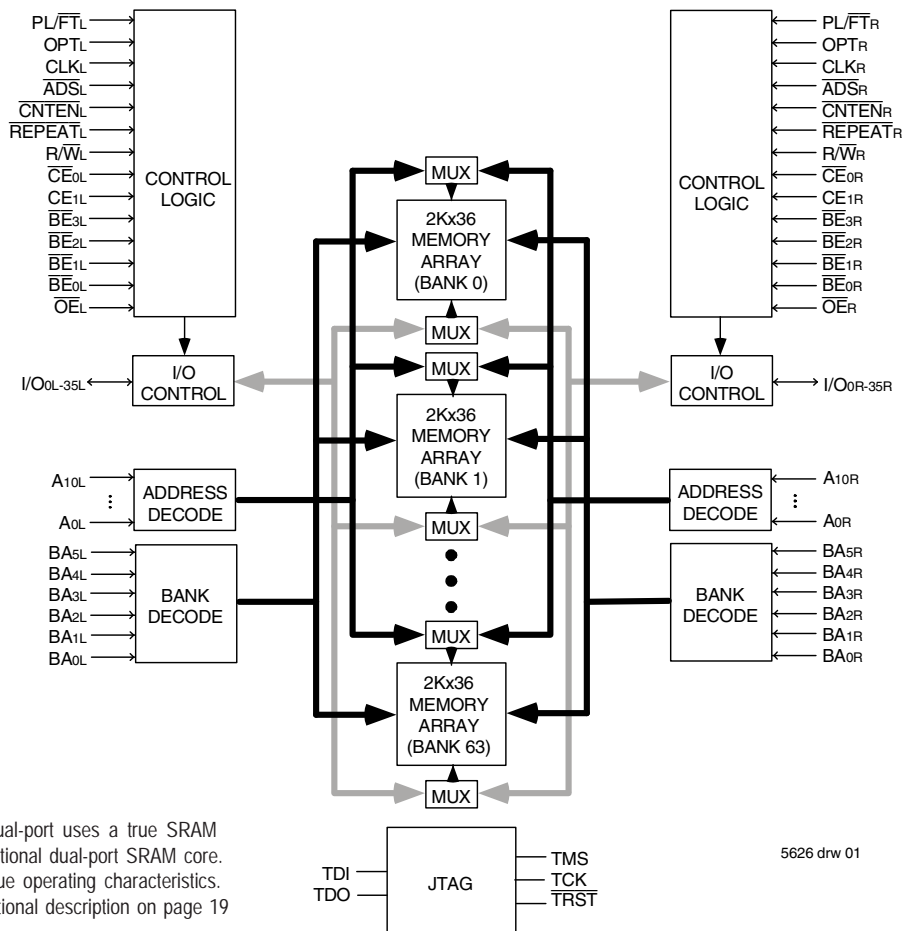 PL/FTL
OPTL
CLKL
ADSL
CNTENL
REPEATL
R/WL
CE0L
CE1L
BE3L
BE2L
BE1L
BE0L
OEL
CONTROL
LOGIC
I/O0L-35L
I/O
CONTROL
A10L
A0L
ADDRESS
DECODE
BA5L
BA4L
BA3L
BA2L
BA1L
BA0L
BANK
DECODE
MUX
2Kx36
MEMORY
ARRAY
(BANK 0)
MUX
MUX
2Kx36
MEMORY
ARRAY
(BANK 1)
MUX
MUX
2Kx36
MEMORY
ARRAY
(BANK 63)
MUX
PL/FTR
OPTR
CLKR
ADSR
CNTENR
REPEATR
R/WR
CE0R
CE1R
BE3R
BE2R
BE1R
BE0R
OER
CONTROL
LOGIC
I/O
CONTROL
I/O0R-35R
ADDRESS
DECODE
A10R
A0R
BANK
DECODE
BA5R
BA4R
BA3R
BA2R
BA1R
BA0R
ual-port uses a true SRAM
tional dual-port SRAM core.
ue operating characteristics.
tional description on page 19
TDI
TDO
JTAG
TMS
TCK
TRST
5626 drw 01